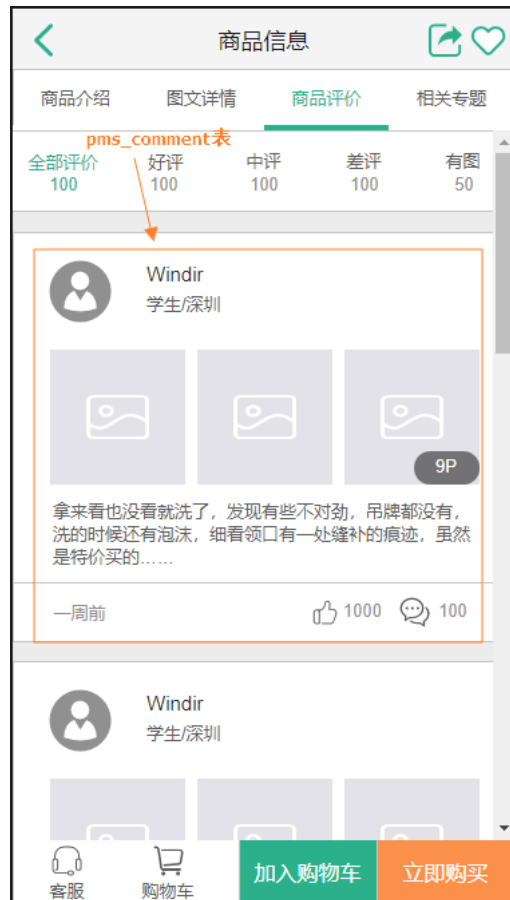 商品信息
商品介绍 图文详情 商品评价 相关专题
pms_comment表
全部评价 好评 中评 差评 有图
100 100 100 100 50
Windir
学生/深圳
9P
拿来看也没看就洗了，发现有些不对劲，吊牌都没有，
洗的时候还有泡沫，细看领口有一处缝补的痕迹，虽然
是特价买的……
一周前 1000 100
Windir
学生/深圳
客服 购物车 加入购物车 立即购买